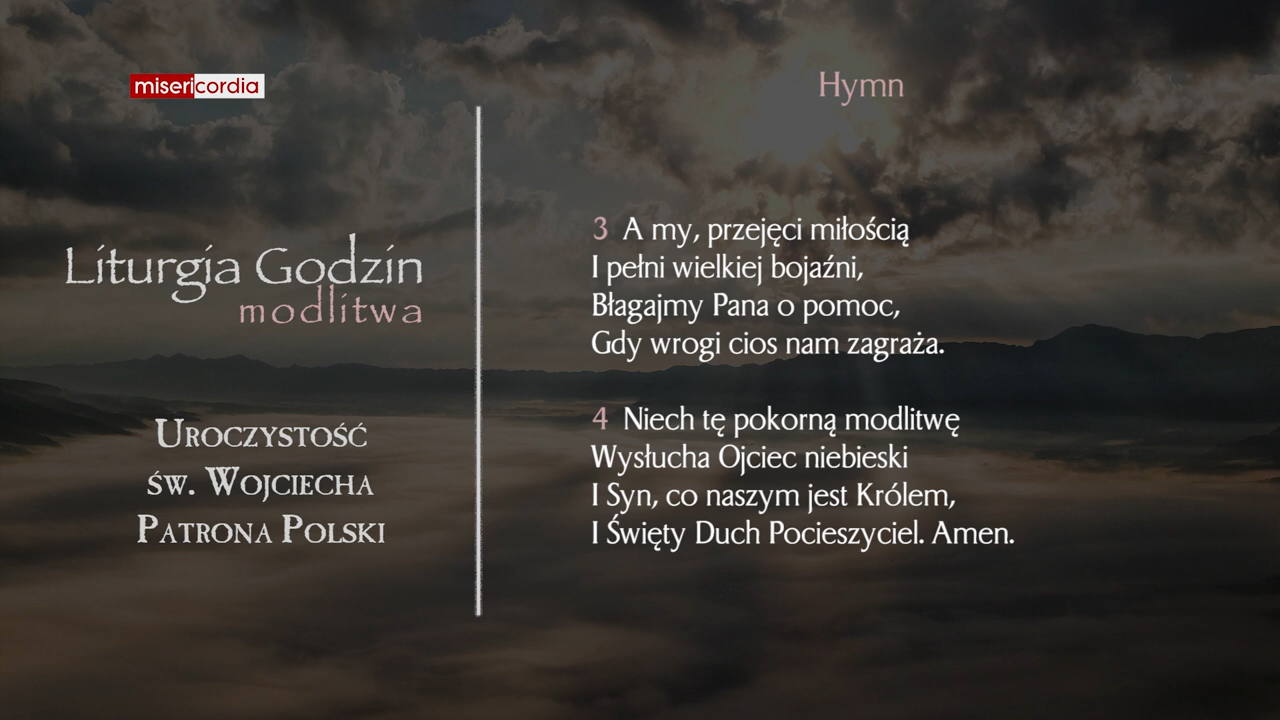 misericordia
Liturgia Godzin
modlitwa
Uroczystość
św. Wojciecha
Patrona Polski
Hymn
3 A my, przejęci miłością
I pełni wielkiej bojaźni,
Błagajmy Pana o pomoc,
Gdy wrogi cios nam zagraża.
4 Niech tę pokorną modlitwę
Wysłucha Ojciec niebieski
I Syn, co naszym jest Królem,
I Święty Duch Pocieszyciel. Amen.